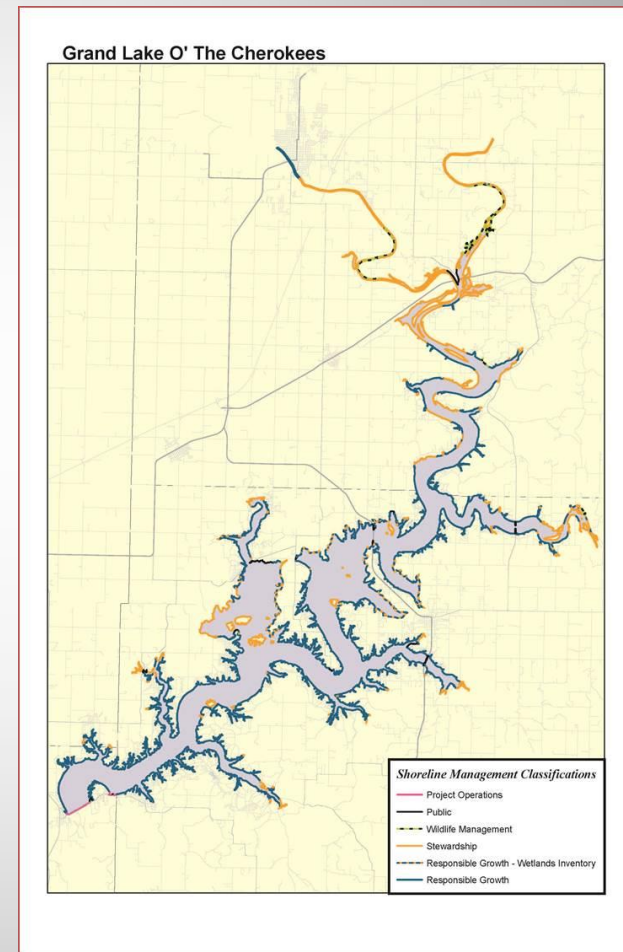 Grand Lake O' The Cherokees
Shoreline Management Classifications
Project Operations
Public
Wildlife Management
Stewardship
Responsible Growth - Wetlands Inventory
Responsible Growth